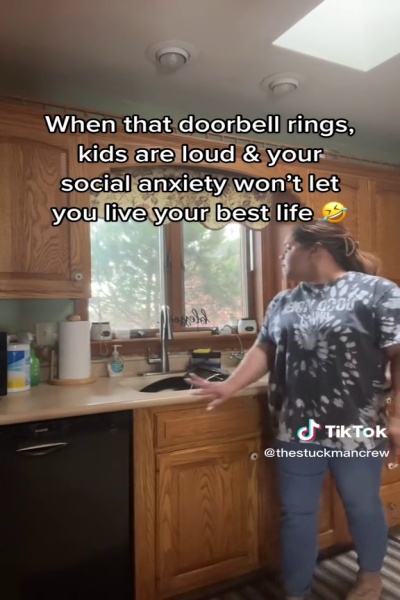 When that doorbell rings,
kids are loud & your
social anxiety won't let
you live your best life 🤣
TikTok
@thestuckmancrew